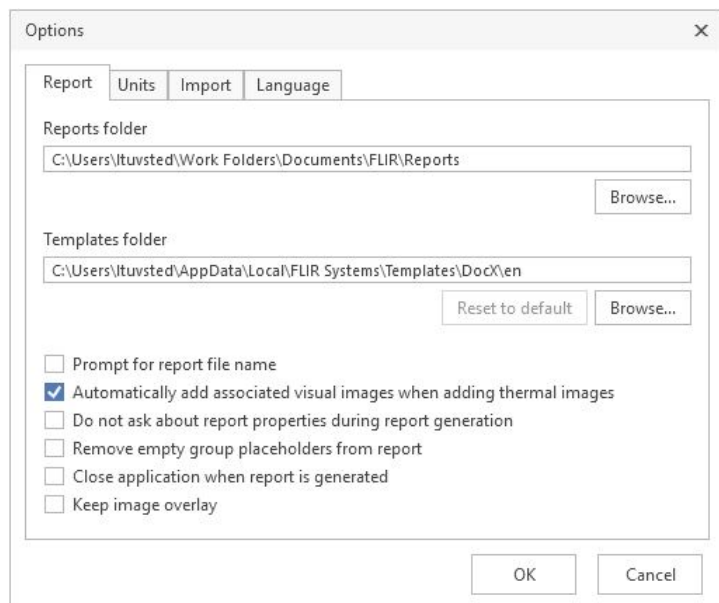 Options
Report Units Import Language
Reports folder
C:\Users\ltuvsted\Work Folders\Documents\FLIR\Reports
Browse...
Templates folder
C:\Users\ltuvsted\AppData\Local\FLIR Systems\Templates\DocX\en
Reset to default Browse...
Prompt for report file name
Automatically add associated visual images when adding thermal images
Do not ask about report properties during report generation
Remove empty group placeholders from report
Close application when report is generated
Keep image overlay
OK Cancel